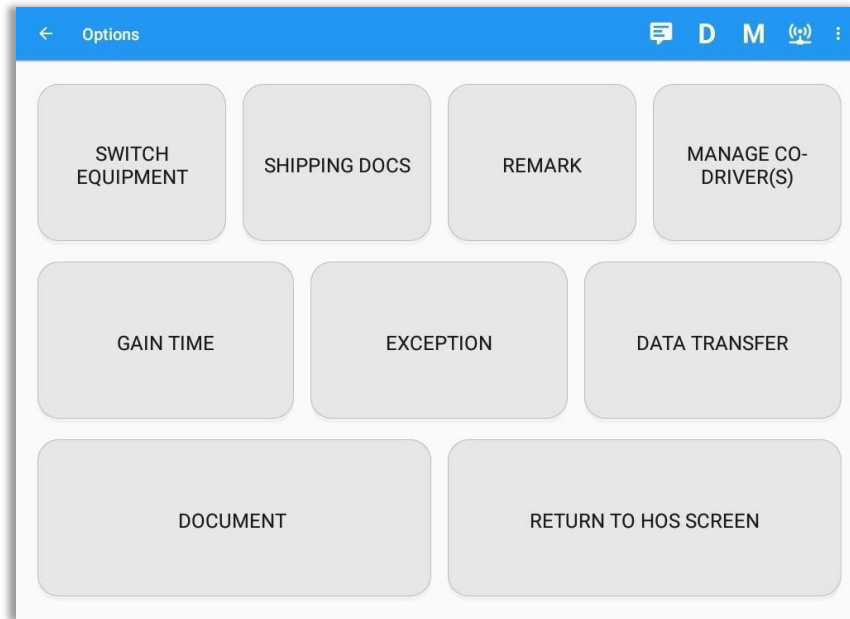 Options
D M
SWITCH
EQUIPMENT
SHIPPING DOCS
REMARK
MANAGE CO-
DRIVER(S)
GAIN TIME
EXCEPTION
DATA TRANSFER
DOCUMENT
RETURN TO HOS SCREEN